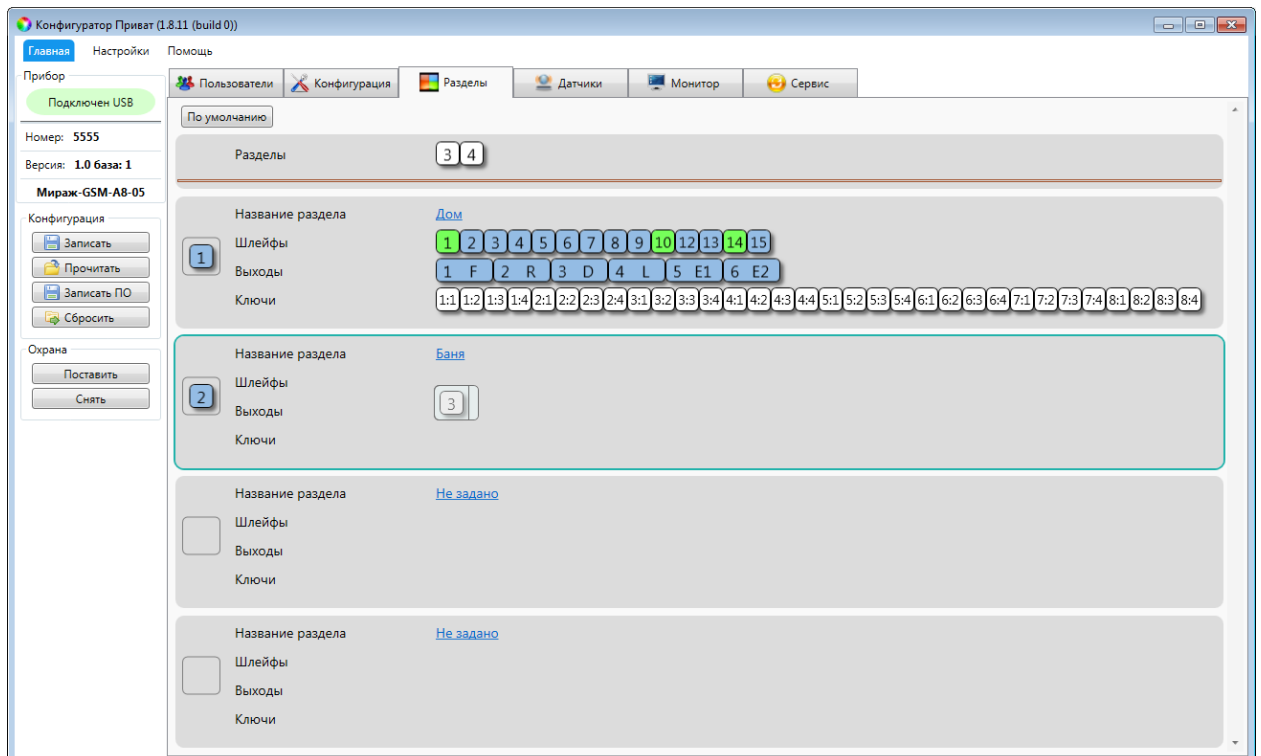 Конфигуратор Приват (1.8.11 (build 0))
Главная Настройки Помощь
Прибор
Подключен USB
Номер: 5555
Версия: 1.0 база: 1
Мираж-GSM-A8-05
Конфигурация
Записать
Прочитать
Записать ПО
Сбросить
Охрана
Поставить
Снять
Пользователи Конфигурация Разделы Датчики Монитор Сервис
По умолчанию
Разделы 3 4
Название раздела Дом
1
Шлейфы 1 2 3 4 5 6 7 8 9 10 12 13 14 15
Выходы 1 F 2 R 3 D 4 L 5 E1 6 E2
Ключи 1:1 1:2 1:3 1:4 2:1 2:2 2:3 2:4 3:1 3:2 3:3 3:4 4:1 4:2 4:3 4:4 5:1 5:2 5:3 5:4 6:1 6:2 6:3 6:4 7:1 7:2 7:3 7:4 8:1 8:2 8:3 8:4
Название раздела Баня
2
Шлейфы
3
Выходы
Ключи
Название раздела Не задано
Шлейфы
Выходы
Ключи
Название раздела Не задано
Шлейфы
Выходы
Ключи